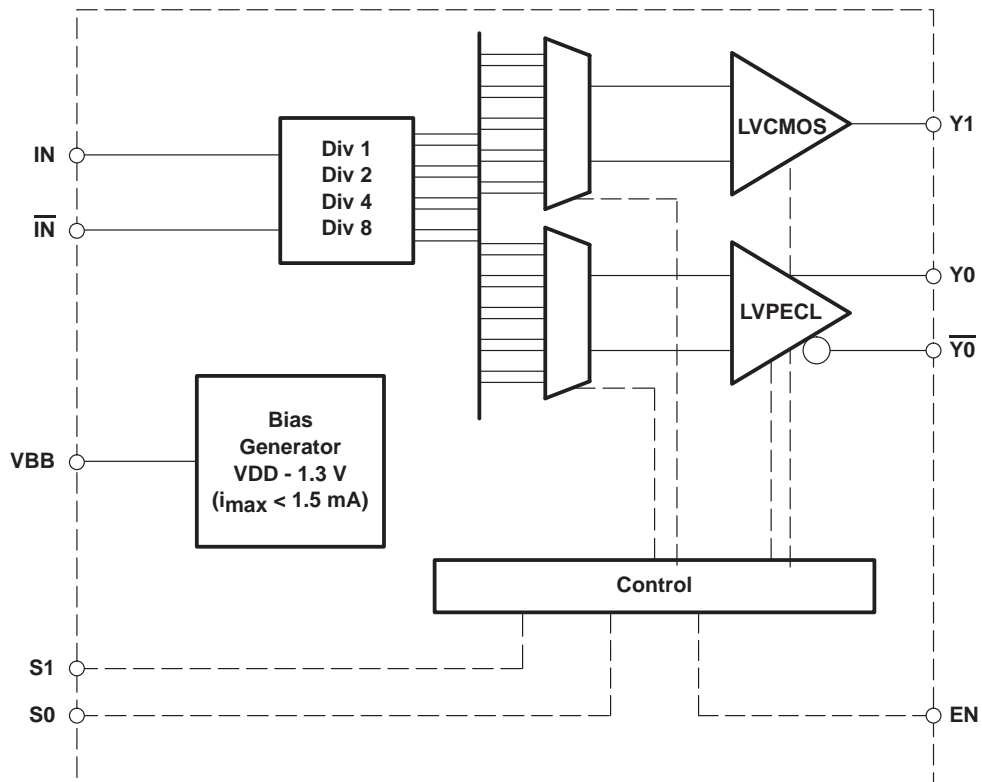 IN
IN
Div 1
Div 2
Div 4
Div 8
LVCMOS
Y1
LVPECL
Y0
Y0
VBB
Bias
Generator
VDD - 1.3 V
(imax < 1.5 mA)
Control
S1
S0
EN